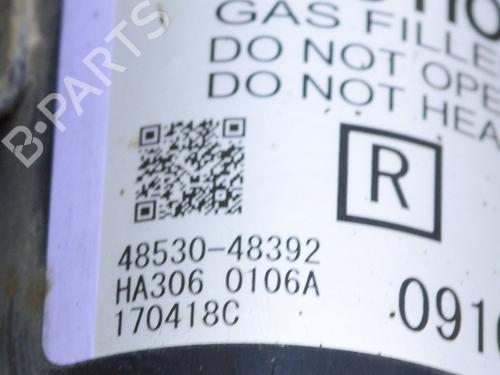 GAS FILLE
DO NOT OPE
DO NOT HEA
R
48530-48392
HA306 0106A
170418C
091
B-PARTS